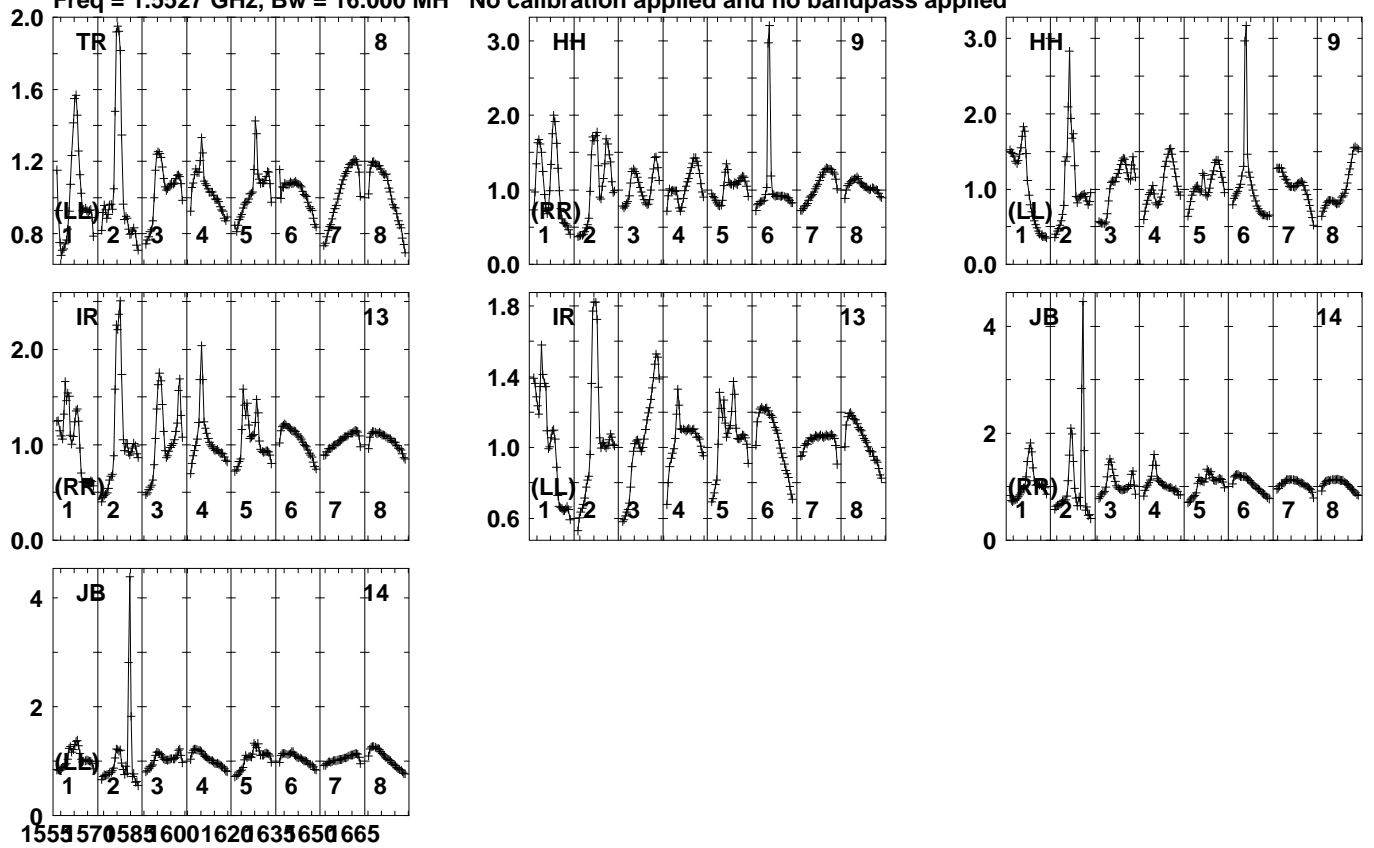 Freq = 1.5527 GHz, Bw = 16.000 MH No calibration applied and no bandpass applied
2.0
1.6
1.2
0.8
TR 8
(LL)
1 2 3 4 5 6 7 8
3.0
2.0
1.0
0.0
HH 9
(RR)
1 2 3 4 5 6 7 8
3.0
2.0
1.0
0.0
HH 9
(LL)
1 2 3 4 5 6 7 8
2.0
1.0
0.0
IR 13
(RR)
1 2 3 4 5 6 7 8
1.8
1.4
1.0
0.6
IR 13
(LL)
1 2 3 4 5 6 7 8
4
2
0
JB 14
(RR)
1 2 3 4 5 6 7 8
4
2
0
JB 14
(LL)
1 2 3 4 5 6 7 8
1555 1570 1585 1600 1620 1635 1650 1665